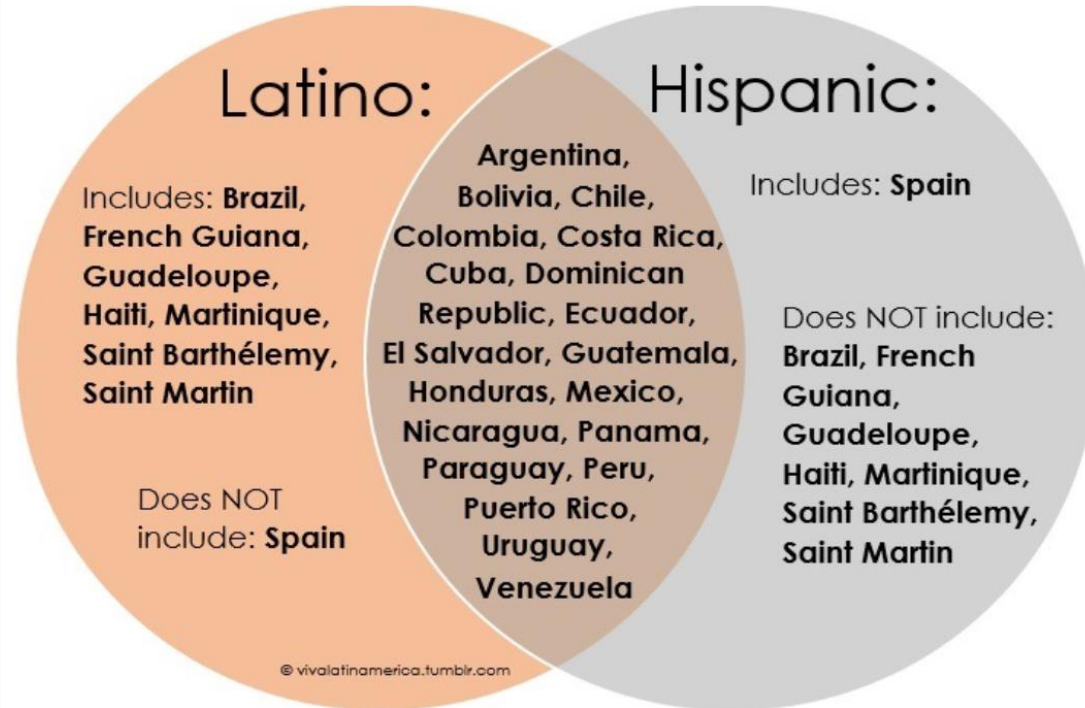 Latino:
Includes: Brazil,
French Guiana,
Guadeloupe,
Haiti, Martinique,
Saint Barthélemy,
Saint Martin
Does NOT
include: Spain
Argentina,
Bolivia, Chile,
Colombia, Costa Rica,
Cuba, Dominican
Republic, Ecuador,
El Salvador, Guatemala,
Honduras, Mexico,
Nicaragua, Panama,
Paraguay, Peru,
Puerto Rico,
Uruguay,
Venezuela
Hispanic:
Includes: Spain
Does NOT include:
Brazil, French
Guiana,
Guadeloupe,
Haiti, Martinique,
Saint Barthélemy,
Saint Martin
© vivalatinamerica.tumblr.com